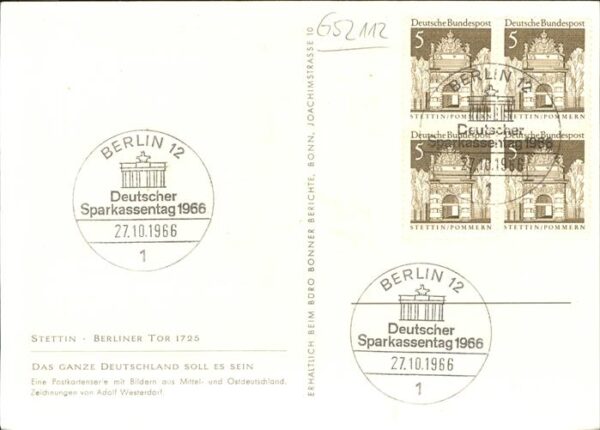 G52112
Deutsche Bundespost
5
STETTIN/POMMERN
Deutsche Bundespost
5
STETTIN/POMMERN
Deutsche Bundespost
5
STETTIN/POMMERN
Deutsche Bundespost
5
STETTIN/POMMERN
BERLIN 12
Deutscher
Sparkassentag 1966
27.10.1966
1
BERLIN 12
Deutscher
Sparkassentag 1966
27.10.1966
1
BERLIN 12
Deutscher
Sparkassentag 1966
27.10.1966
1
ERHÄLTLICH BEIM BÜRO BONNER BERICHTE, BONN, JOACHIMSTRASSE 10
STETTIN · BERLINER TOR 1725
DAS GANZE DEUTSCHLAND SOLL ES SEIN
Eine Postkartenserie mit Bildern aus Mittel- und Ostdeutschland.
Zeichnungen von Adolf Westerdorf.